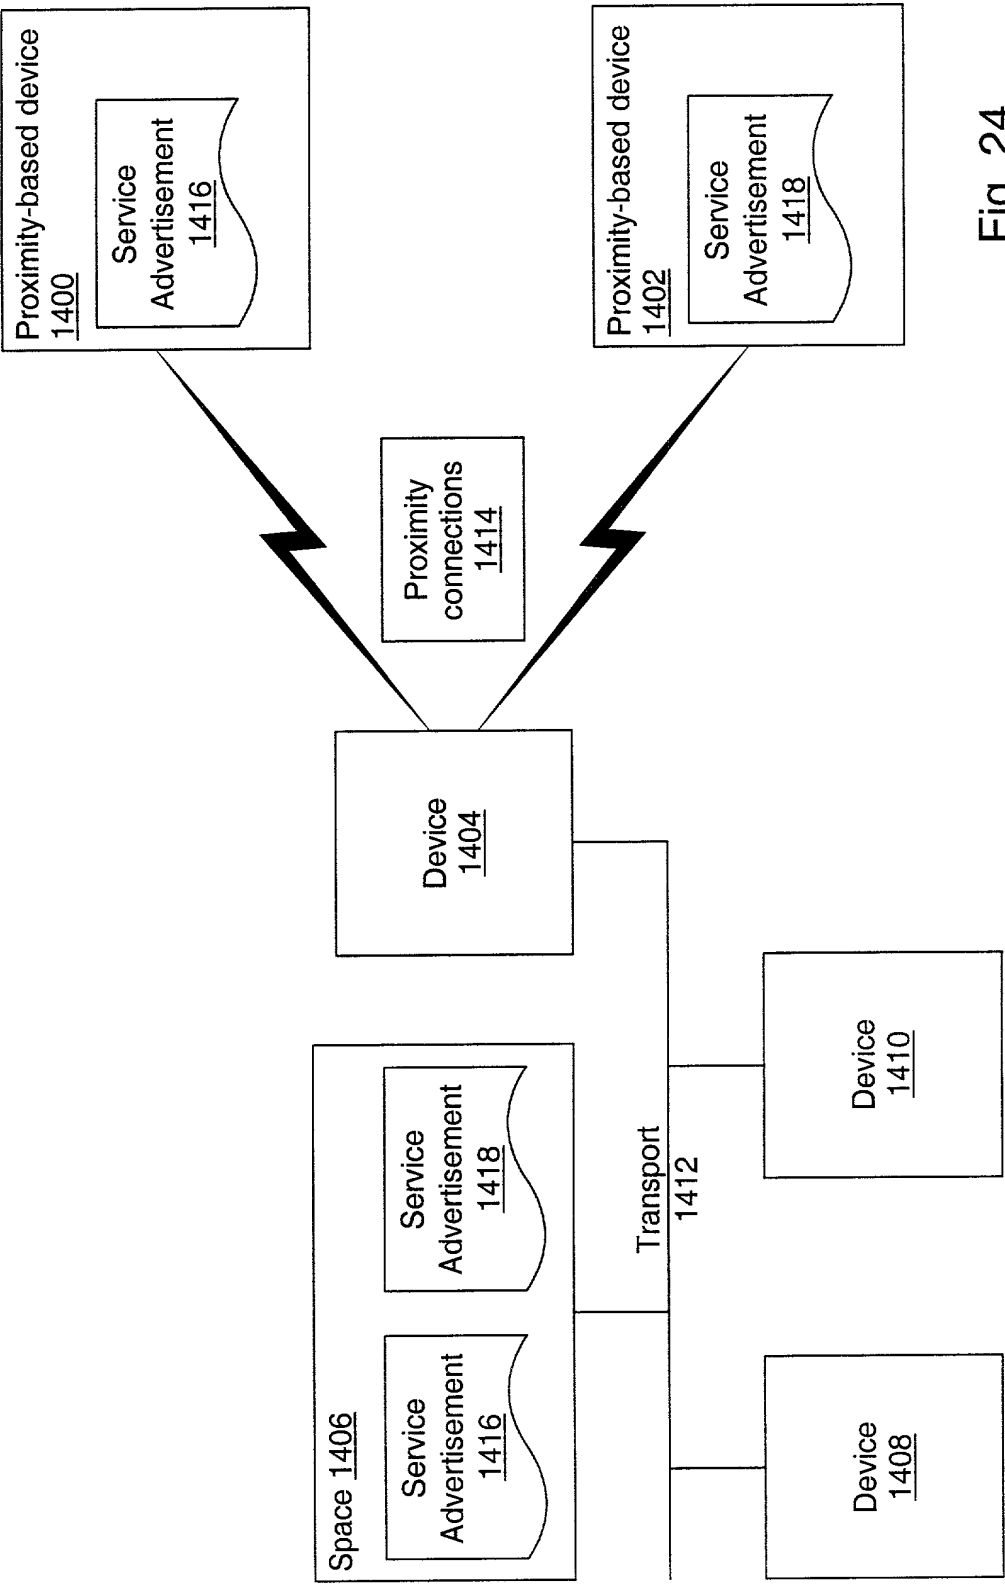 Proximity-based device
1400
Service
Advertisement
1416
Proximity-based device
1402
Service
Advertisement
1418
Proximity
connections
1414
Device
1404
Space 1406
Service
Advertisement
1416
Service
Advertisement
1418
Transport
1412
Device
1408
Device
1410
Fig. 24